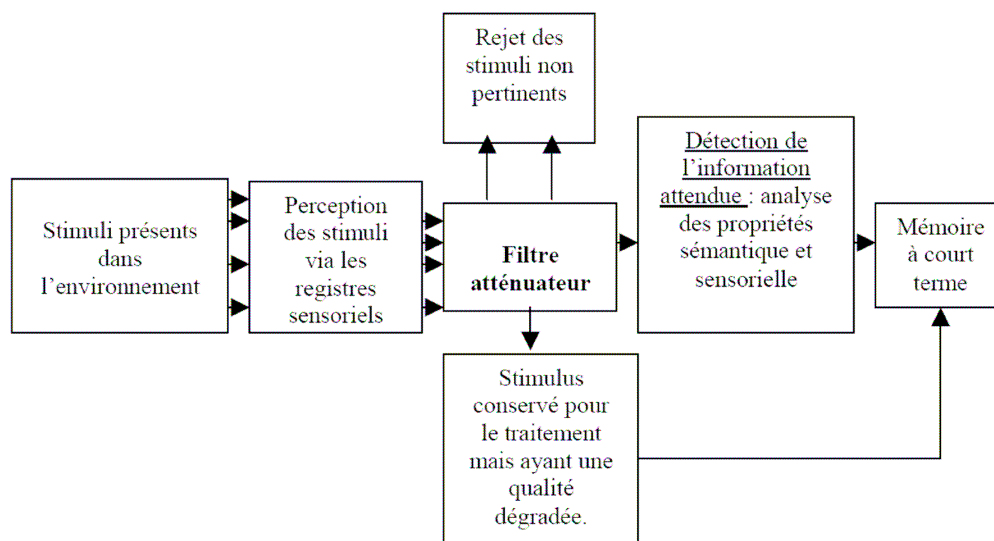 Rejet des
stimuli non
pertinents
Détection de
l'information
attendue : analyse
des propriétés
sémantique et
sensorielle
Stimuli présents
dans
l'environnement
Perception
des stimuli
via les
registres
sensoriels
Filtre
atténuateur
Mémoire
à court
terme
Stimulus
conservé pour
le traitement
mais ayant une
qualité
dégradée.